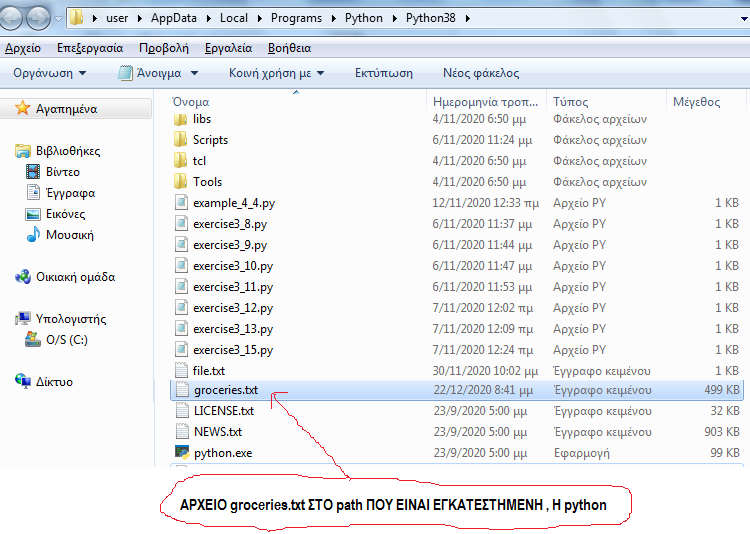 user ▸ AppData ▸ Local ▸ Programs ▸ Python ▸ Python38 ▸
Αρχείο Επεξεργασία Προβολή Εργαλεία Βοήθεια
Οργάνωση Άνοιγμα Κοινή χρήση με Εκτύπωση Νέος φάκελος
Αγαπημένα
Βιβλιοθήκες
Βίντεο
Έγγραφα
Εικόνες
Μουσική
Οικιακή ομάδα
Υπολογιστής
O/S (C:)
Δίκτυο
Όνομα Ημερομηνία τροπ... Τύπος Μέγεθος
libs 4/11/2020 6:50 μμ Φάκελος αρχείων
Scripts 6/11/2020 11:24 μμ Φάκελος αρχείων
tcl 4/11/2020 6:50 μμ Φάκελος αρχείων
Tools 4/11/2020 6:50 μμ Φάκελος αρχείων
example_4_4.py 12/11/2020 12:33 πμ Αρχείο PY 1 KB
exercise3_8.py 6/11/2020 11:37 μμ Αρχείο PY 1 KB
exercise3_9.py 6/11/2020 11:44 μμ Αρχείο PY 1 KB
exercise3_10.py 6/11/2020 11:47 μμ Αρχείο PY 1 KB
exercise3_11.py 6/11/2020 11:53 μμ Αρχείο PY 1 KB
exercise3_12.py 7/11/2020 12:02 πμ Αρχείο PY 1 KB
exercise3_13.py 7/11/2020 12:09 πμ Αρχείο PY 1 KB
exercise3_15.py 7/11/2020 12:24 πμ Αρχείο PY 1 KB
file.txt 30/11/2020 10:02 μμ Έγγραφο κειμένου 1 KB
groceries.txt 22/12/2020 8:41 μμ Έγγραφο κειμένου 499 KB
LICENSE.txt 23/9/2020 5:00 μμ Έγγραφο κειμένου 32 KB
NEWS.txt 23/9/2020 5:00 μμ Έγγραφο κειμένου 903 KB
python.exe 23/9/2020 5:00 μμ Εφαρμογή 99 KB
ΑΡΧΕΙΟ groceries.txt ΣΤΟ path ΠΟΥ ΕΙΝΑΙ ΕΓΚΑΤΕΣΤΗΜΕΝΗ , Η python